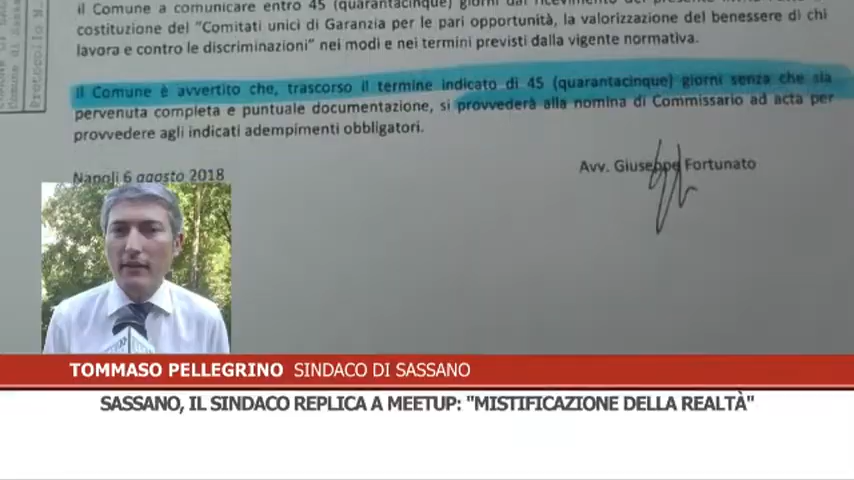 il Comune a comunicare entro 45 (quarantacinque) giorni dal ricevimento del presente
costituzione del "Comitati unici di Garanzia per le pari opportunità, la valorizzazione del benessere di chi
lavora e contro le discriminazioni" nei modi e nei termini previsti dalla vigente normativa.
Il Comune è avvertito che, trascorso il termine indicato di 45 (quarantacinque) giorni senza che sia
pervenuta completa e puntuale documentazione, si provvederà alla nomina di Commissario ad acta per
provvedere agli indicati adempimenti obbligatori.
Napoli 6 agosto 2018
Avv. Giuseppe Fortunato
Protocollo N.
TOMMASO PELLEGRINO SINDACO DI SASSANO
SASSANO, IL SINDACO REPLICA A MEETUP: "MISTIFICAZIONE DELLA REALTÀ"